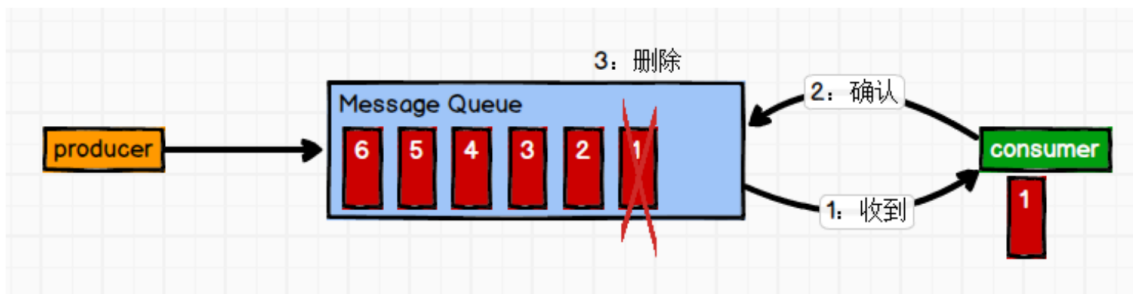 3：删除
Message Queue
2：确认
producer
6 5 4 3 2 1
consumer
1：收到
1